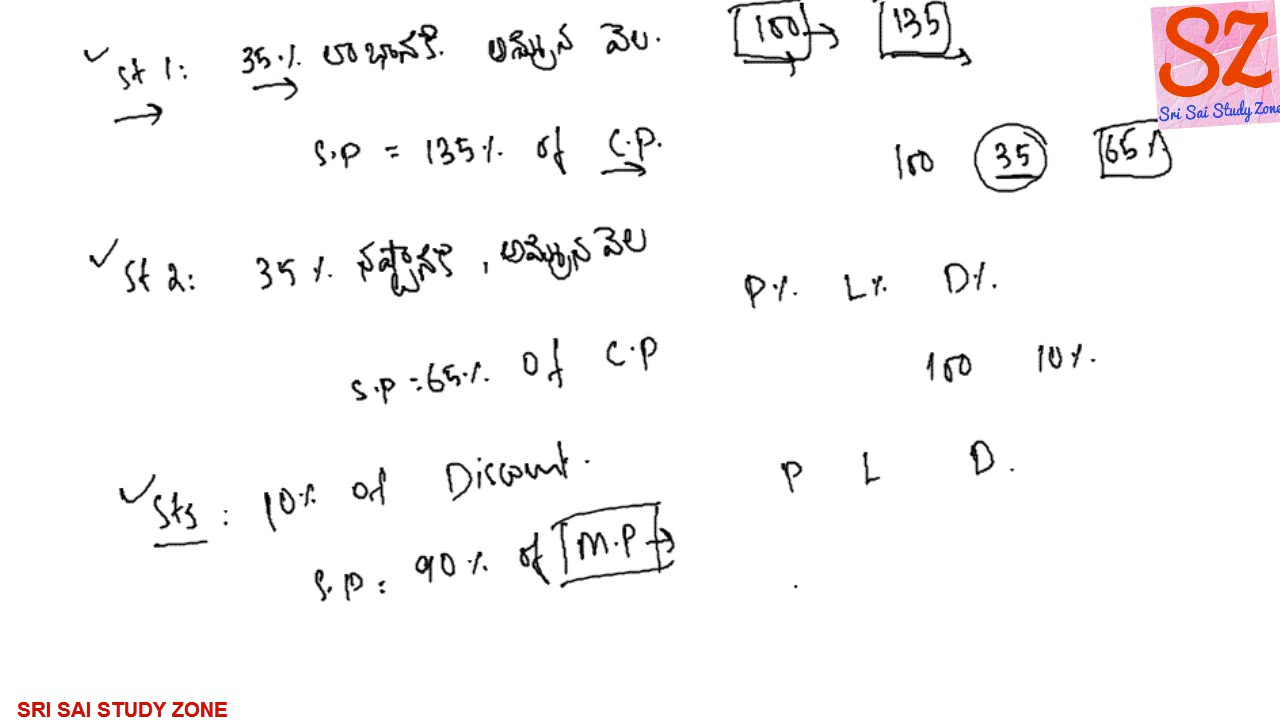 St 1: 35% లాభానికి అమ్మిన వెల. 100 135
SZ
Sri Sai Study Zone
S.P = 135% of C.P. 100 35 65%
St 2: 35% నష్టానికి, అమ్మిన వెల
P% L% D%.
S.P = 65% of C.P 100 10%.
St3: 10% of Discount. P L D.
S.P = 90% of M.P
SRI SAI STUDY ZONE